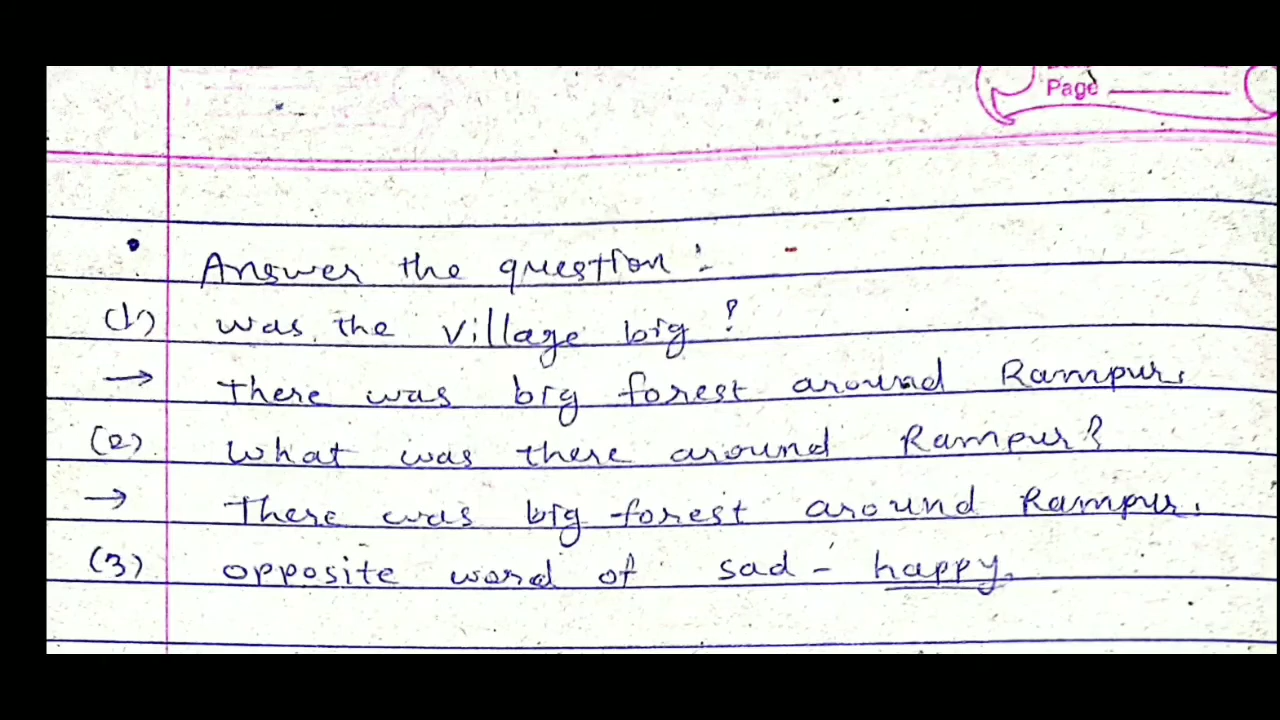 Page
• Answer the question :-
(1) was the village big ?
→ There was big forest around Rampur.
(2) What was there around Rampur?
→ There was big forest around Rampur.
(3) opposite word of sad - happy.